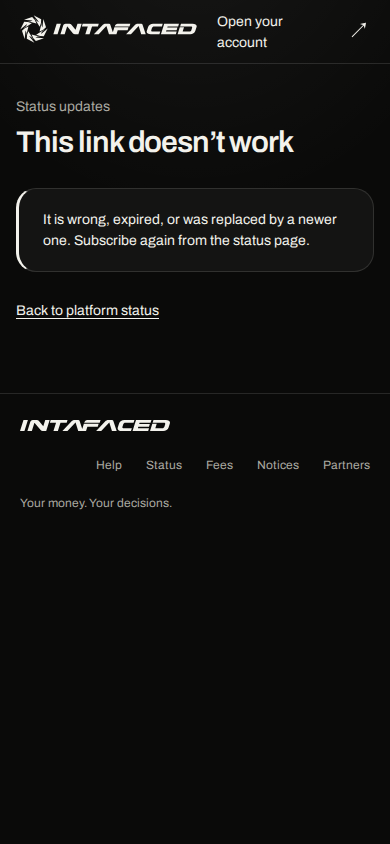 INTAFACED
Open your
account
Status updates
This link doesn’t work
It is wrong, expired, or was replaced by a newer
one. Subscribe again from the status page.
Back to platform status
INTAFACED
Help Status Fees Notices Partners
Your money. Your decisions.